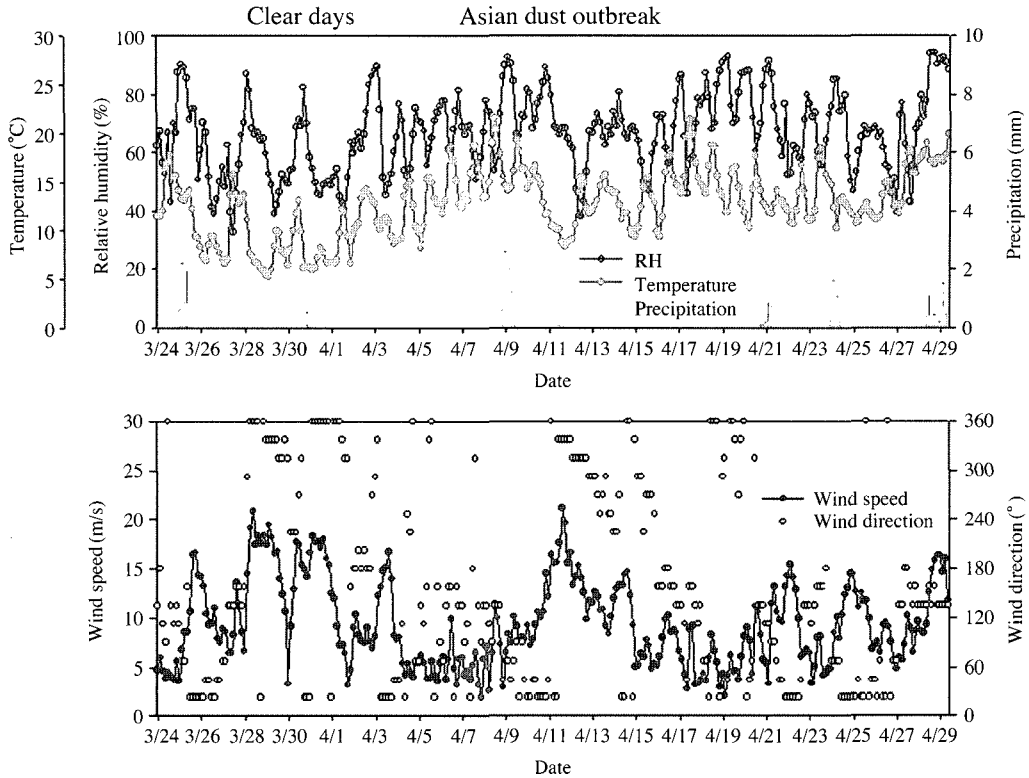 Clear days Asian dust outbreak
30 100 10
25
80 8
20
60 6
15
40 4
10
20 2
5
0 0 0
Temperature (°C)
Relative humidity (%)
Precipitation (mm)
RH
Temperature
Precipitation
3/24 3/26 3/28 3/30 4/1 4/3 4/5 4/7 4/9 4/11 4/13 4/15 4/17 4/19 4/21 4/23 4/25 4/27 4/29
Date
30 360
25 300
20 240
15 180
10 120
5 60
0 0
Wind speed (m/s)
Wind direction (°)
Wind speed
Wind direction
3/24 3/26 3/28 3/30 4/1 4/3 4/5 4/7 4/9 4/11 4/13 4/15 4/17 4/19 4/21 4/23 4/25 4/27 4/29
Date